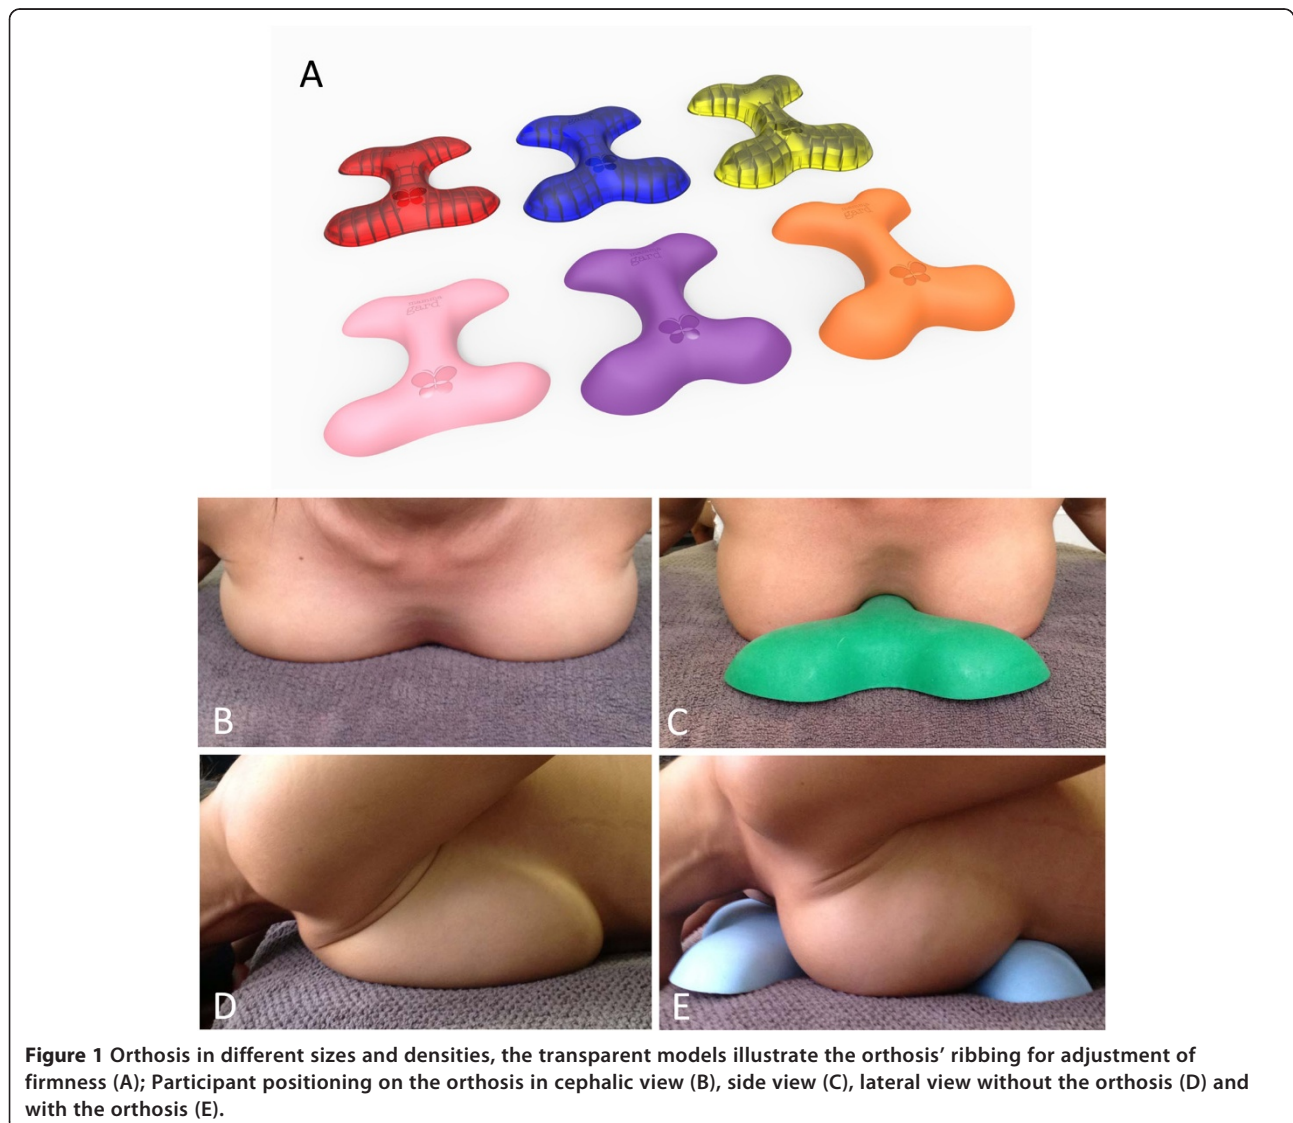 A
B
C
D
E
Figure 1 Orthosis in different sizes and densities, the transparent models illustrate the orthosis’ ribbing for adjustment of
firmness (A); Participant positioning on the orthosis in cephalic view (B), side view (C), lateral view without the orthosis (D) and
with the orthosis (E).